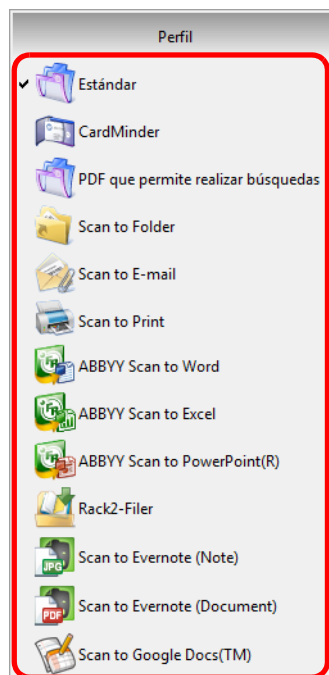 Perfil
Estándar
CardMinder
PDF que permite realizar búsquedas
Scan to Folder
Scan to E-mail
Scan to Print
ABBYY Scan to Word
ABBYY Scan to Excel
ABBYY Scan to PowerPoint(R)
Rack2-Filer
JPG
Scan to Evernote (Note)
PDF
Scan to Evernote (Document)
Scan to Google Docs(TM)